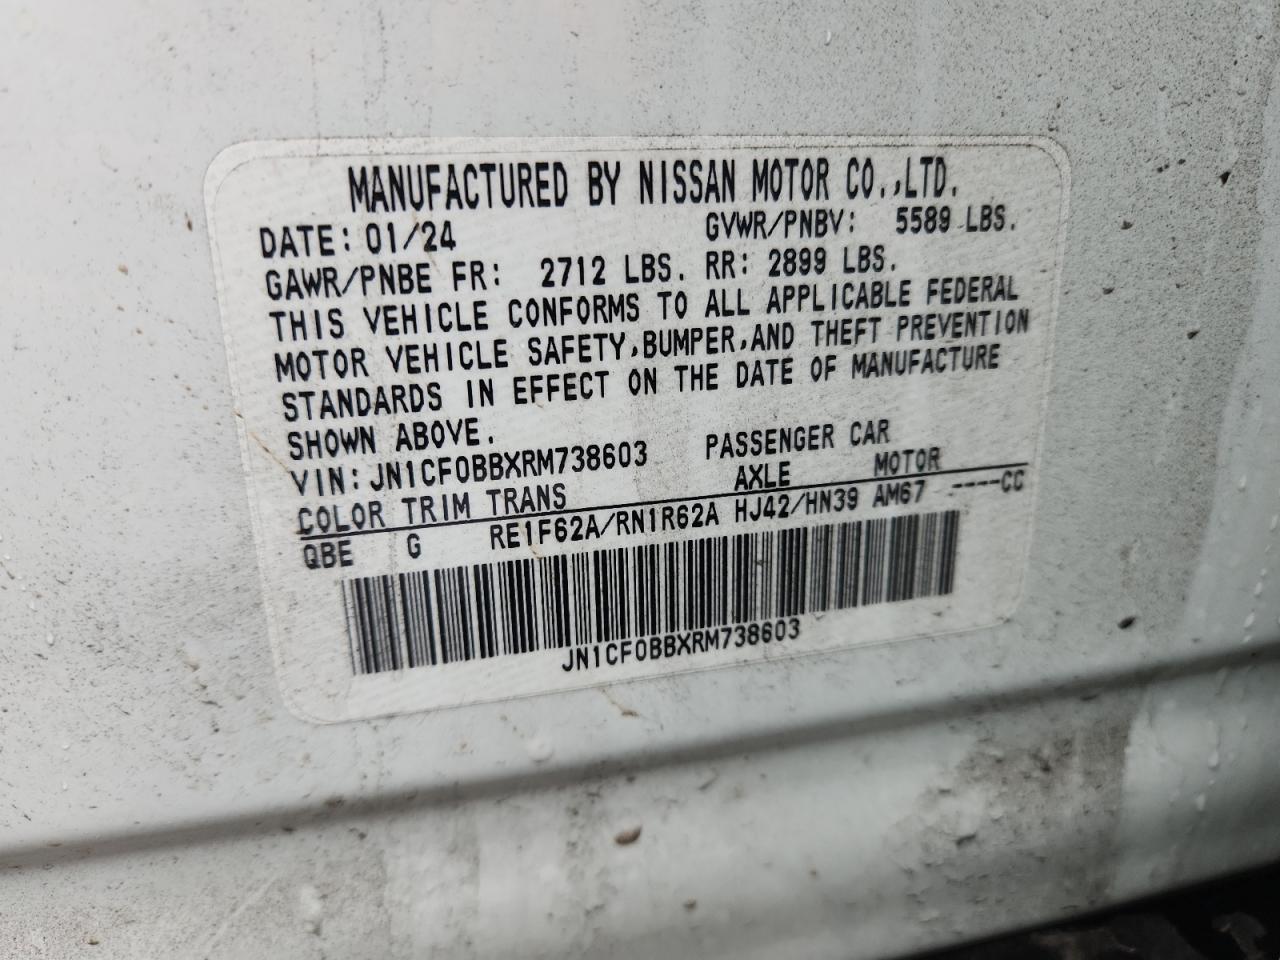 MANUFACTURED BY NISSAN MOTOR CO.,LTD.
DATE: 01/24 GVWR/PNBV: 5589 LBS.
GAWR/PNBE FR: 2712 LBS. RR: 2899 LBS.
THIS VEHICLE CONFORMS TO ALL APPLICABLE FEDERAL
MOTOR VEHICLE SAFETY,BUMPER,AND THEFT PREVENTION
STANDARDS IN EFFECT ON THE DATE OF MANUFACTURE
SHOWN ABOVE.
VIN: JN1CF0BBXRM738603 PASSENGER CAR
COLOR TRIM TRANS AXLE MOTOR
QBE G RE1F62A/RN1R62A HJ42/HN39 AM67 ----CC
JN1CF0BBXRM738603